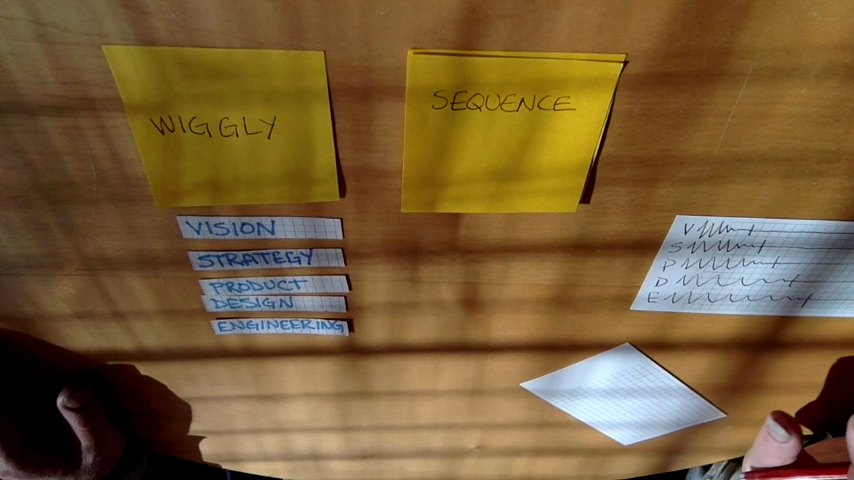 WIGGLY
SEQUENCE
VISION
STRATEGY
PRODUCT
DESIGN
ENGINEERING
V
S
P
D
E